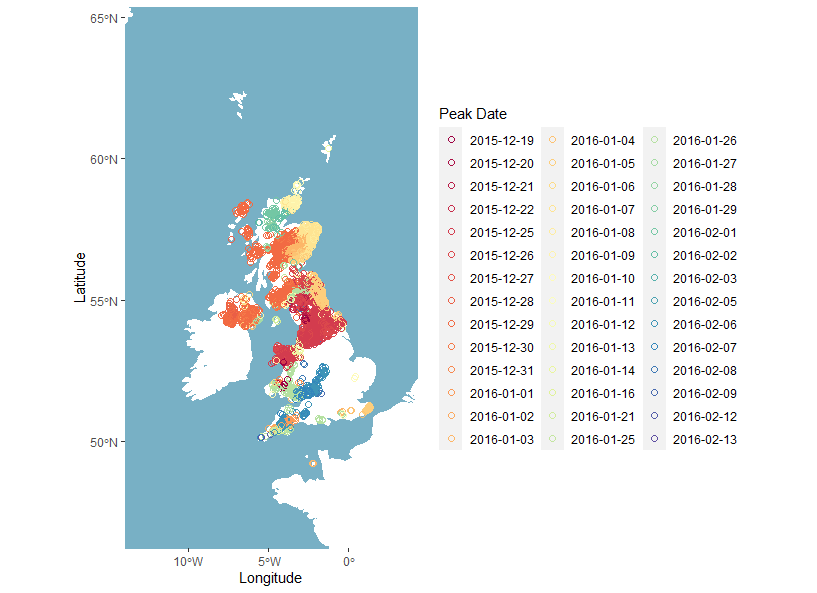 65°N
60°N
55°N
50°N
Latitude
10°W 5°W 0°
Longitude
Peak Date
2015-12-19 2016-01-04 2016-01-26
2015-12-20 2016-01-05 2016-01-27
2015-12-21 2016-01-06 2016-01-28
2015-12-22 2016-01-07 2016-01-29
2015-12-25 2016-01-08 2016-02-01
2015-12-26 2016-01-09 2016-02-02
2015-12-27 2016-01-10 2016-02-03
2015-12-28 2016-01-11 2016-02-05
2015-12-29 2016-01-12 2016-02-06
2015-12-30 2016-01-13 2016-02-07
2015-12-31 2016-01-14 2016-02-08
2016-01-01 2016-01-16 2016-02-09
2016-01-02 2016-01-21 2016-02-12
2016-01-03 2016-01-25 2016-02-13